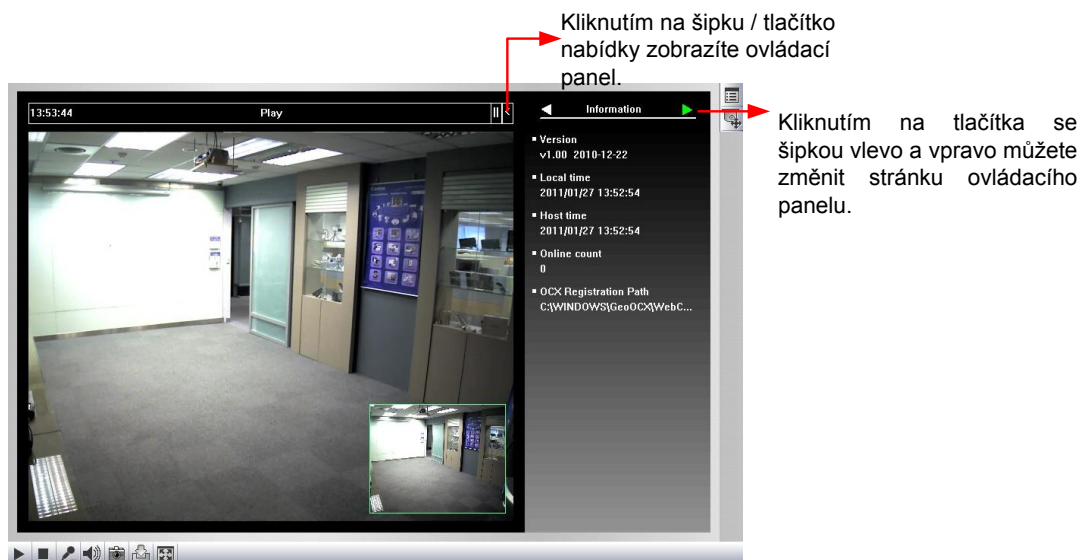 Kliknutím na šipku / tlačítko
nabídky zobrazíte ovládací
panel.
13:53:44 Play
Information
Kliknutím na tlačítka se
šipkou vlevo a vpravo můžete
změnit stránku ovládacího
panelu.
Version
v1.00 2010-12-22
Local time
2011/01/27 13:52:54
Host time
2011/01/27 13:52:54
Online count
0
OCX Registration Path
C:\WINDOWS\GeoOCX\WebC...